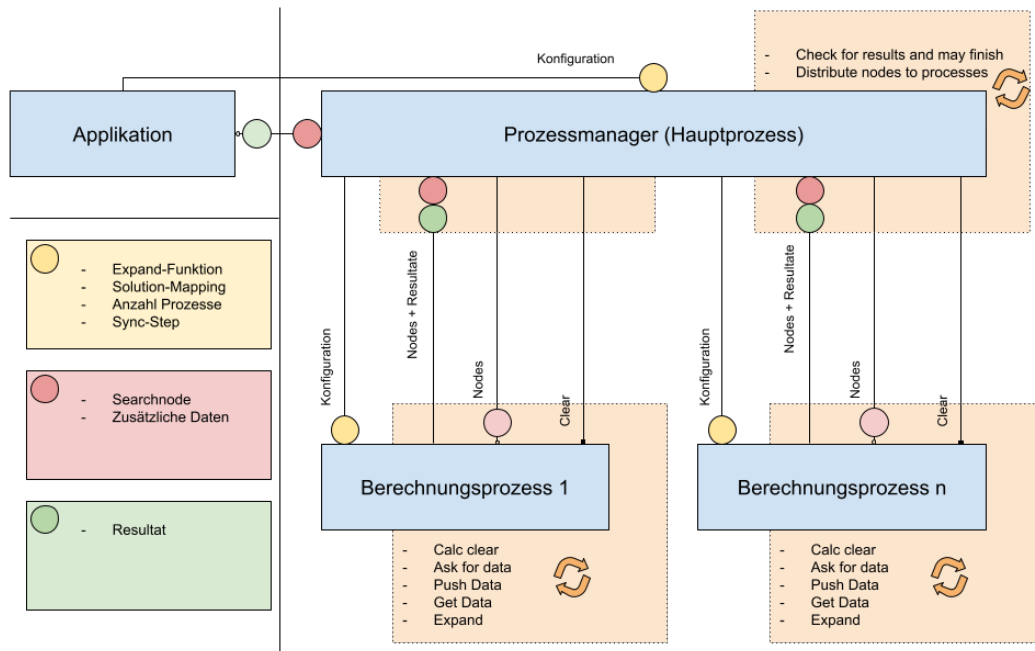 Konfiguration
- Check for results and may finish
- Distribute nodes to processes
Applikation
Prozessmanager (Hauptprozess)
- Expand-Funktion
- Solution-Mapping
- Anzahl Prozesse
- Sync-Step
- Searchnode
- Zusätzliche Daten
- Resultat
Konfiguration
Nodes + Resultate
Nodes
Clear
Konfiguration
Nodes + Resultate
Nodes
Clear
Berechnungsprozess 1
- Calc clear
- Ask for data
- Push Data
- Get Data
- Expand
Berechnungsprozess n
- Calc clear
- Ask for data
- Push Data
- Get Data
- Expand